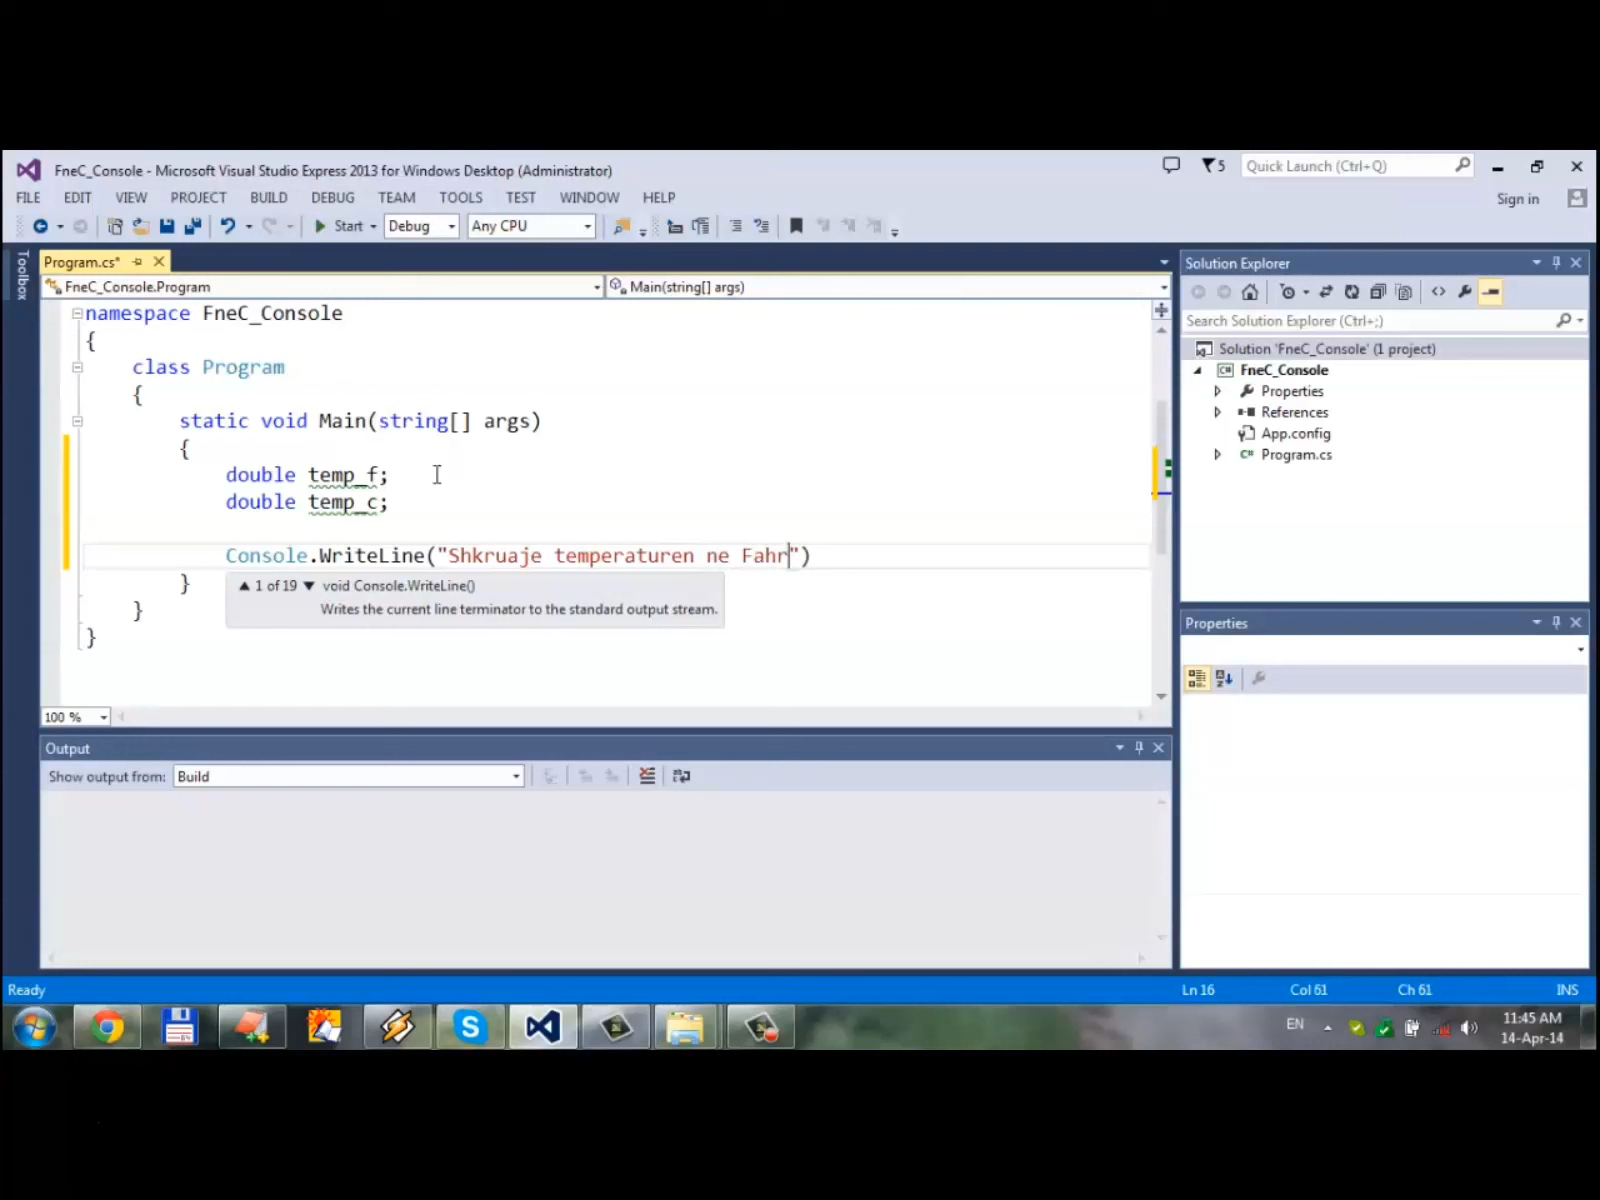 FneC_Console - Microsoft Visual Studio Express 2013 for Windows Desktop (Administrator)
5
Quick Launch (Ctrl+Q)
FILE EDIT VIEW PROJECT BUILD DEBUG TEAM TOOLS TEST WINDOW HELP
Sign in
Start Debug Any CPU
Toolbox
Program.cs*
FneC_Console.Program
Main(string[] args)
namespace FneC_Console
{
class Program
{
static void Main(string[] args)
{
double temp_f;
double temp_c;
Console.WriteLine("Shkruaje temperaturen ne Fahr")
}
1 of 19 void Console.WriteLine()
Writes the current line terminator to the standard output stream.
}
}
100 %
Output
Show output from: Build
Solution Explorer
Search Solution Explorer (Ctrl+;)
Solution 'FneC_Console' (1 project)
FneC_Console
Properties
References
App.config
Program.cs
Properties
Ready
Ln 16 Col 61 Ch 61 INS
EN
11:45 AM
14-Apr-14